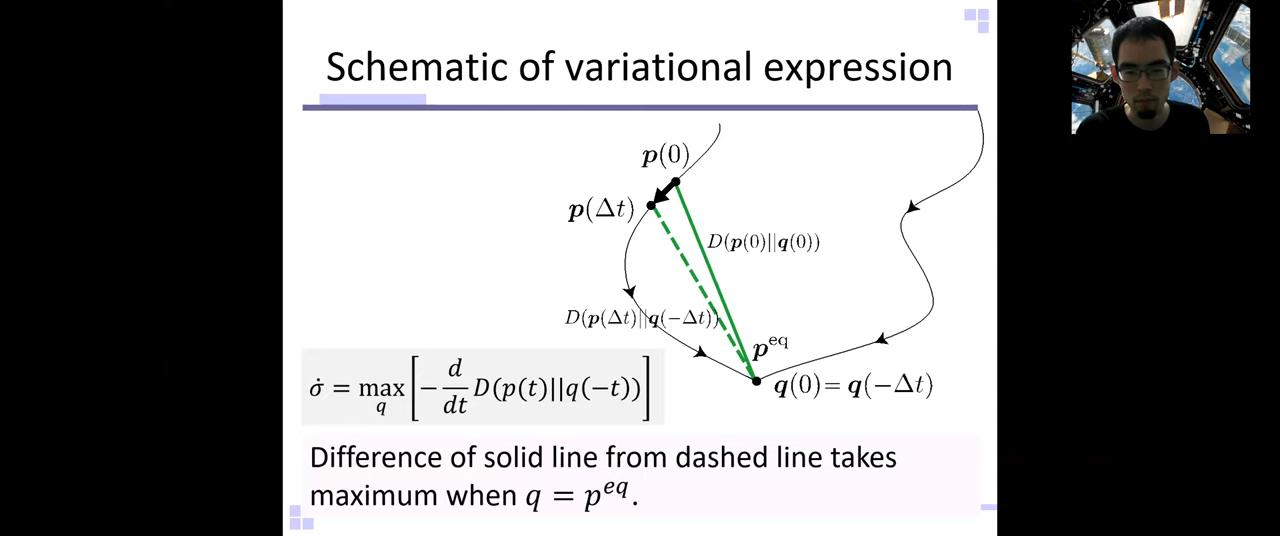 Schematic of variational expression
p(0)
p(Δt)
D(p(0)||q(0))
D(p(Δt)||q(−Δt))
p^eq
q(0) = q(−Δt)
σ̇ = max_q [ −d/dt D(p(t)||q(−t)) ]
Difference of solid line from dashed line takes
maximum when q = p^eq.